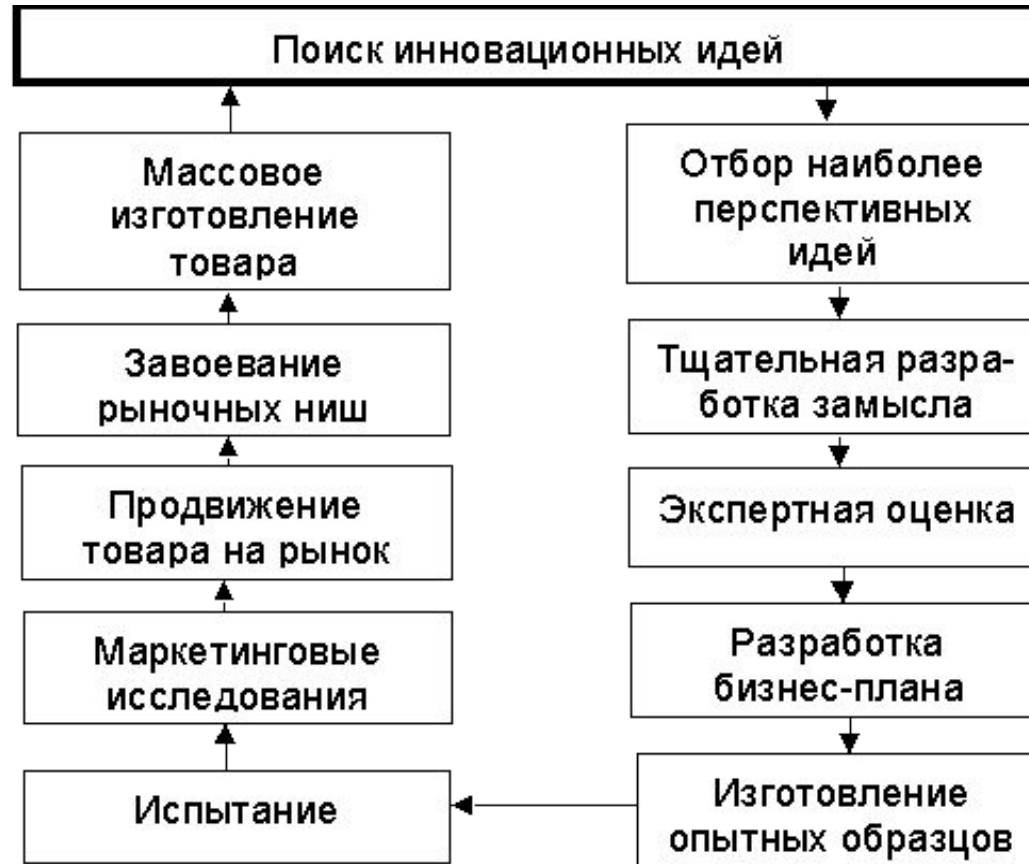 Поиск инновационных идей
Отбор наиболее
перспективных
идей
Тщательная разра-
ботка замысла
Экспертная оценка
Разработка
бизнес-плана
Изготовление
опытных образцов
Испытание
Маркетинговые
исследования
Продвижение
товара на рынок
Завоевание
рыночных ниш
Массовое
изготовление
товара